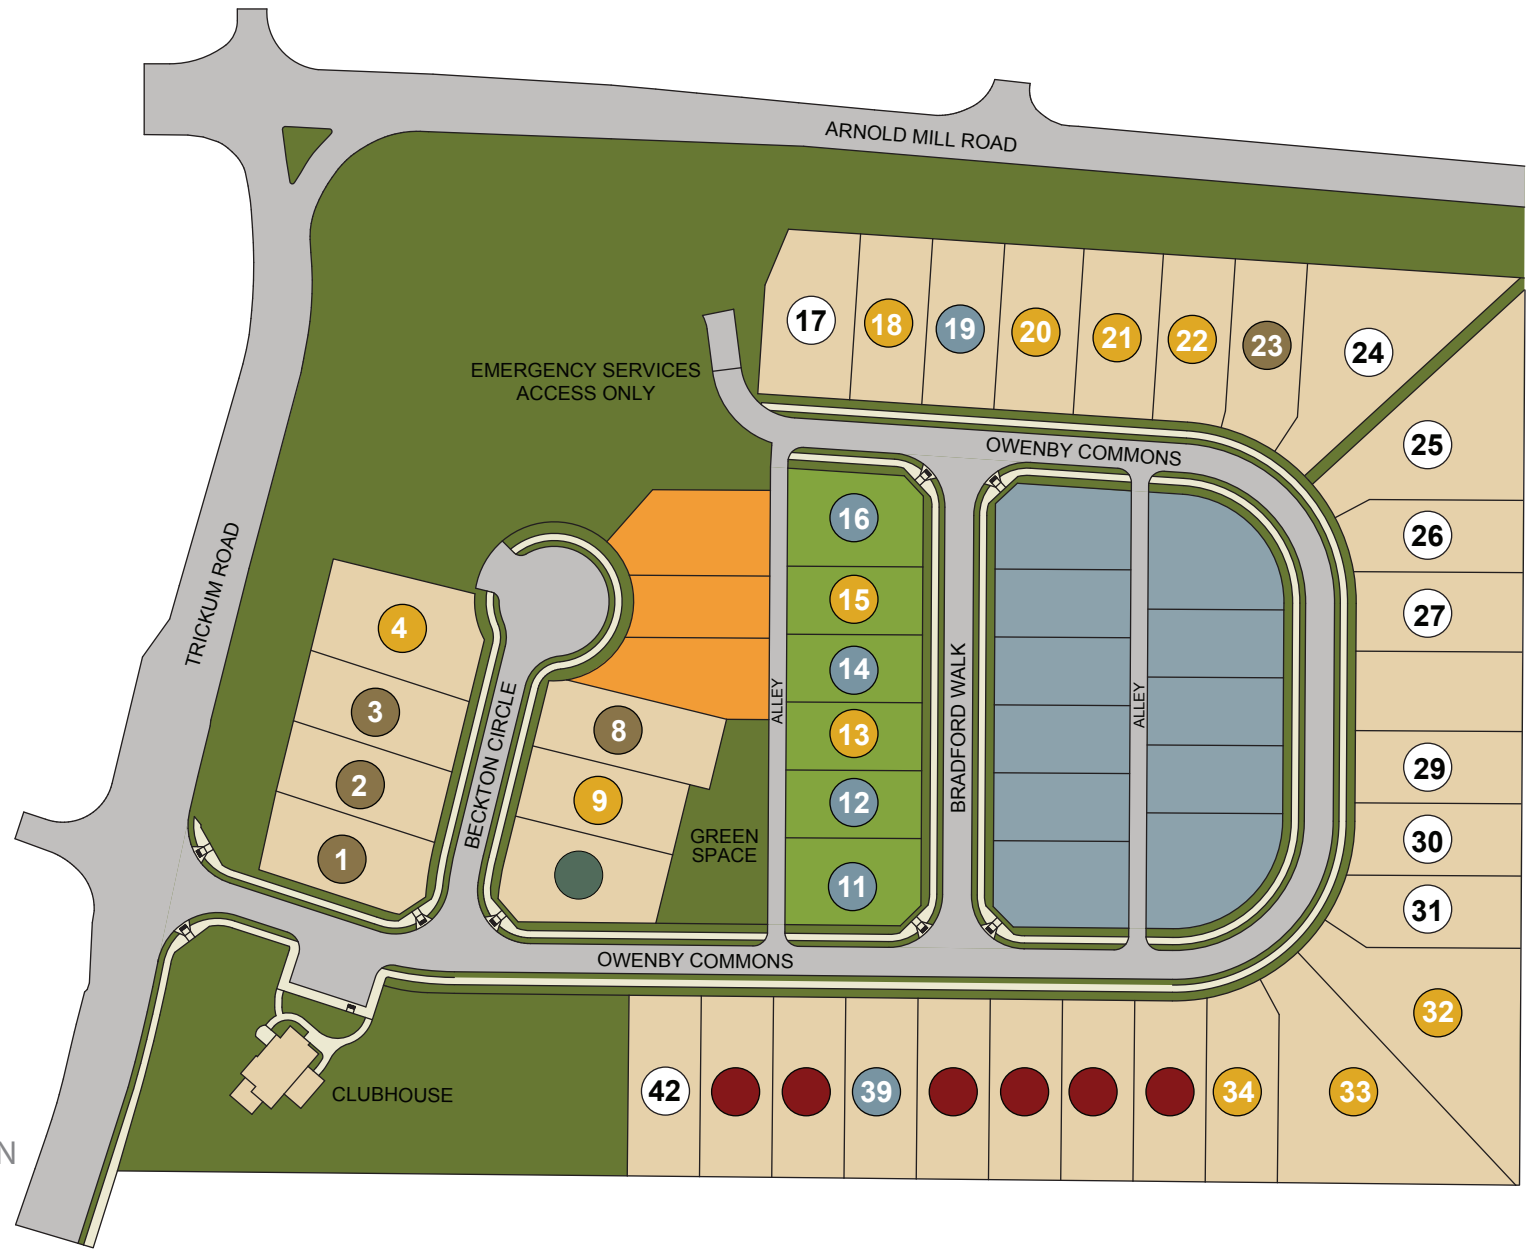 ARNOLD MILL ROAD
17
18
19
20
21
22
23
24
EMERGENCY SERVICES
ACCESS ONLY
OWENBY COMMONS
25
26
27
29
30
31
32
33
34
TRICKUM ROAD
4
3
2
1
BECKTON CIRCLE
8
9
GREEN
SPACE
ALLEY
16
15
14
13
12
11
BRADFORD WALK
ALLEY
OWENBY COMMONS
42
39
CLUBHOUSE
N